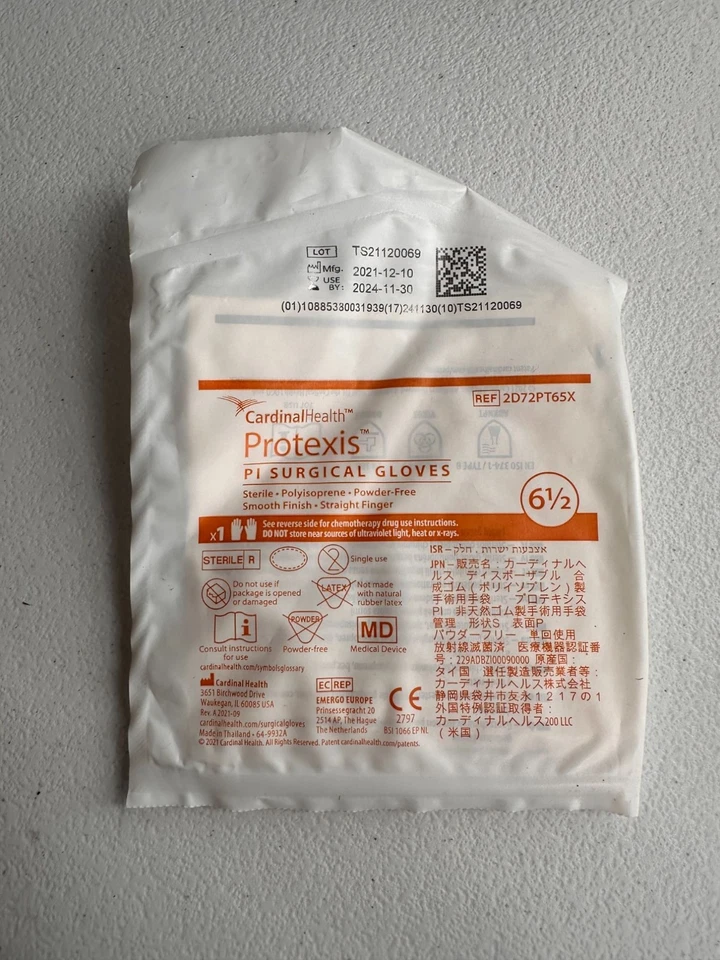 LOT TS21120069
Mfg. 2021-12-10
USE BY: 2024-11-30
(01)10885380031939(17)241130(10)TS21120069
REF 2D72PT65X
CardinalHealth™
Protexis™
PI SURGICAL GLOVES
Sterile • Polyisoprene • Powder-Free
Smooth Finish • Straight Finger
6½
x1
See reverse side for chemotherapy drug use instructions.
DO NOT store near sources of ultraviolet light, heat or x-rays.
STERILE R
2
Single use
Do not use if
package is opened
or damaged
LATEX
Not made
with natural
rubber latex
i
Consult instructions
for use
POWDER
Powder-free
MD
Medical Device
cardinalhealth.com/symbolsglossary
Cardinal Health
3651 Birchwood Drive
Waukegan, IL 60085 USA
Rev. A 2021-09
cardinalhealth.com/surgicalgloves
Made in Thailand • 64-9932A
© 2021 Cardinal Health. All Rights Reserved. Patent cardinalhealth.com/patents.
EC REP
EMERGO EUROPE
Prinsessegracht 20
2514 AP, The Hague
The Netherlands
CE
2797
BSI 1066 EP NL
ISR – אצבעות ישרות, חלק
JPN – 販売名：カーディナルヘ
ルス ディスポーザブル 合
成ゴム（ポリイソプレン）製
手術用手袋 プロテキシス
PI 非天然ゴム製手術用手袋
管理 形状S 表面P
パウダーフリー 単回使用
放射線滅菌済 医療機器認証番
号：229ADBZI00090000 原産国：
タイ国 選任製造販売業者等：
カーディナルヘルス株式会社
静岡県袋井市友永１２１７の１
外国特例認証取得者：
カーディナルヘルス200 LLC
（米国）